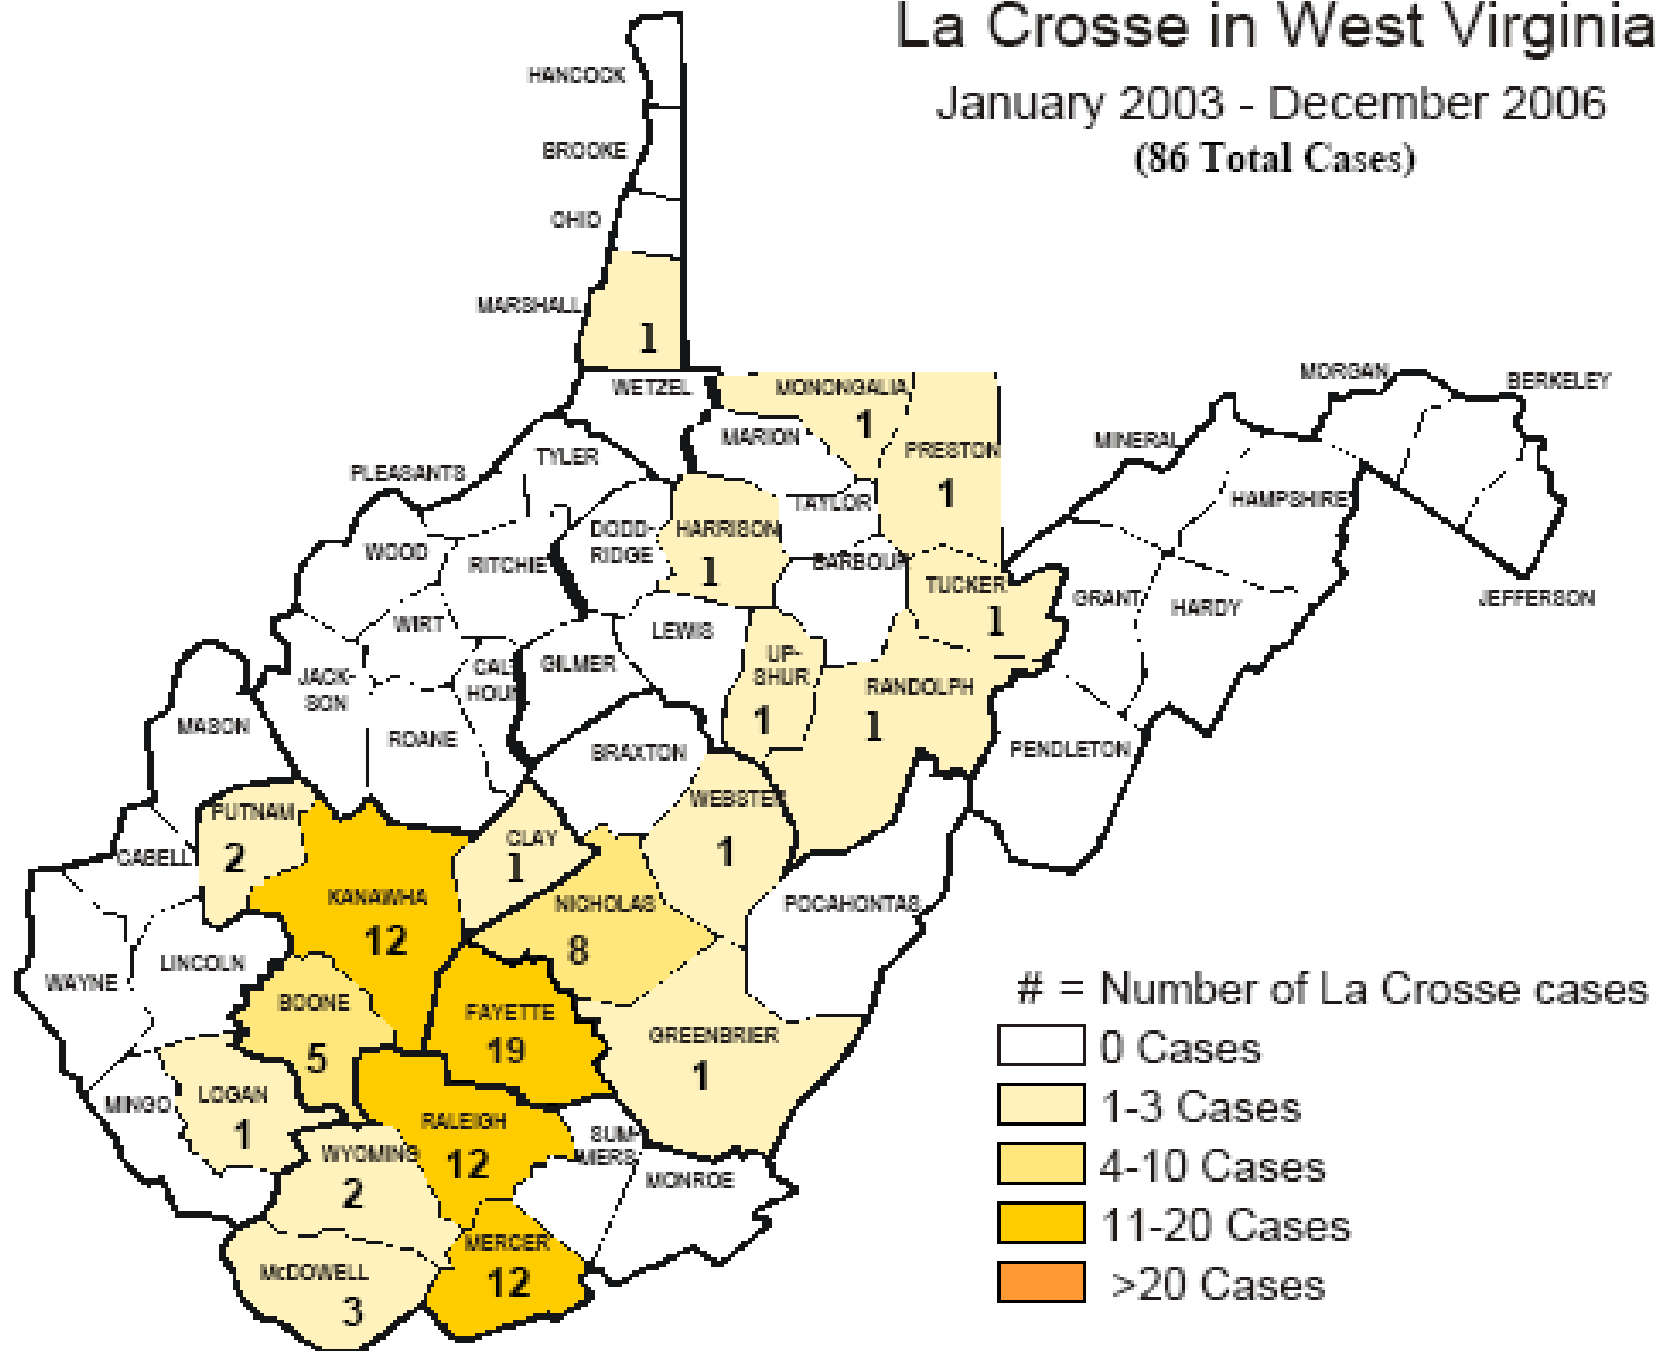 La Crosse in West Virginia
January 2003 - December 2006
(86 Total Cases)
HANCOCK
BROOKE
OHIO
MARSHALL
1
WETZEL
MONONGALIA
1
MARION
PRESTON
1
MORGAN
BERKELEY
MINERAL
HAMPSHIRE
JEFFERSON
TYLER
PLEASANTS
TAYLOR
DODD-
RIDGE
HARRISON
1
WOOD
RITCHIE
BARBOUR
TUCKER
1
GRANT
HARDY
WIRT
LEWIS
CAL
HOUN
GILMER
UP-
SHUR
1
RANDOLPH
1
JACK-
SON
MASON
ROANE
BRAXTON
PENDLETON
WEBSTER
1
PUTNAM
2
CLAY
1
CABELL
KANAWHA
12
NICHOLAS
8
POCAHONTAS
LINCOLN
WAYNE
BOONE
5
FAYETTE
19
GREENBRIER
1
MINGO
LOGAN
1
RALEIGH
12
SUM-
MERS
WYOMING
2
MONROE
MERCER
12
McDOWELL
3
# = Number of La Crosse cases
0 Cases
1-3 Cases
4-10 Cases
11-20 Cases
>20 Cases